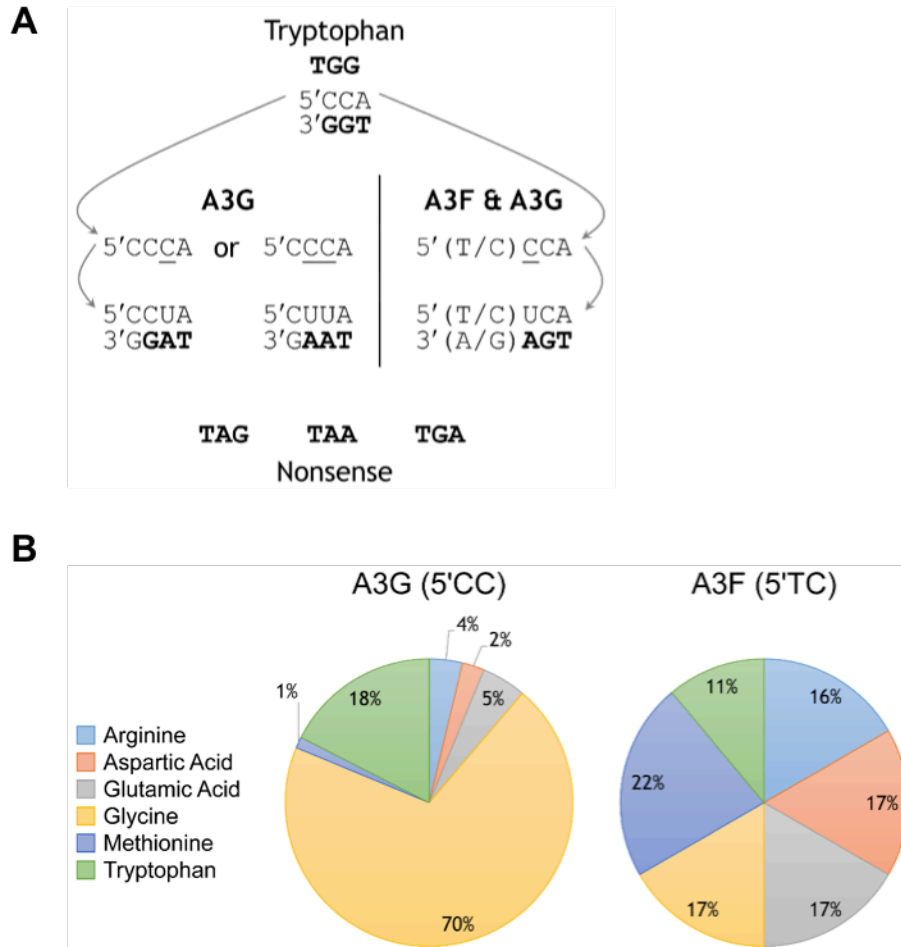 A
Tryptophan
TGG
5'CCA
3'GGT
A3G
A3F & A3G
5'CCCA or 5'CCCA
5'(T/C)CCA
5'CCUA
3'GGAT
5'CUUA
3'GAAT
5'(T/C)UCA
3'(A/G)AGT
TAG TAA TGA
Nonsense
B
A3G (5'CC)
4%
2%
5%
70%
1%
18%
A3F (5'TC)
16%
17%
17%
17%
22%
11%
Arginine
Aspartic Acid
Glutamic Acid
Glycine
Methionine
Tryptophan